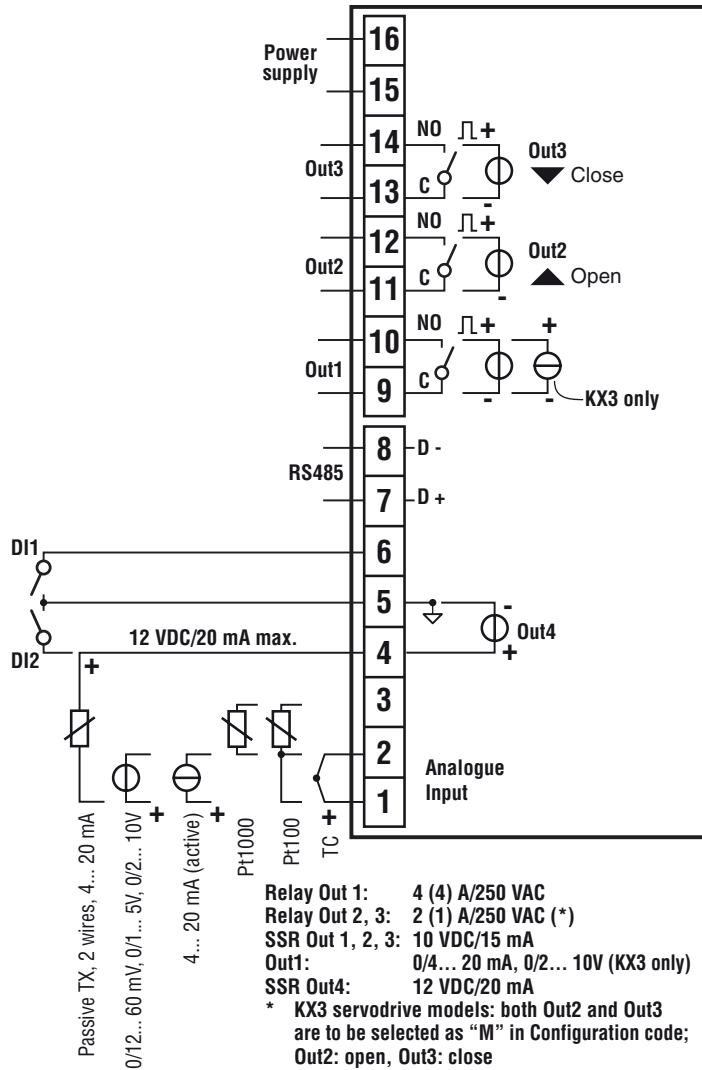 16
Power
supply
15
14 NO + Out3
Out3 Close
13 C -
12 NO + Out2
Out2 Open
11 C -
10 NO + +
Out1
9 C - - KX3 only
8 D -
RS485
7 D +
DI1 6
5 -
12 VDC/20 mA max. Out4
DI2 + 4 +
3
2 Analogue
Input
1
+ + +
Passive TX, 2 wires, 4... 20 mA
0/12... 60 mV, 0/1... 5V, 0/2... 10V
4... 20 mA (active)
Pt1000
Pt100
TC
Relay Out 1: 4 (4) A/250 VAC
Relay Out 2, 3: 2 (1) A/250 VAC (*)
SSR Out 1, 2, 3: 10 VDC/15 mA
Out1: 0/4... 20 mA, 0/2... 10V (KX3 only)
SSR Out4: 12 VDC/20 mA
* KX3 servodrive models: both Out2 and Out3
are to be selected as “M” in Configuration code;
Out2: open, Out3: close